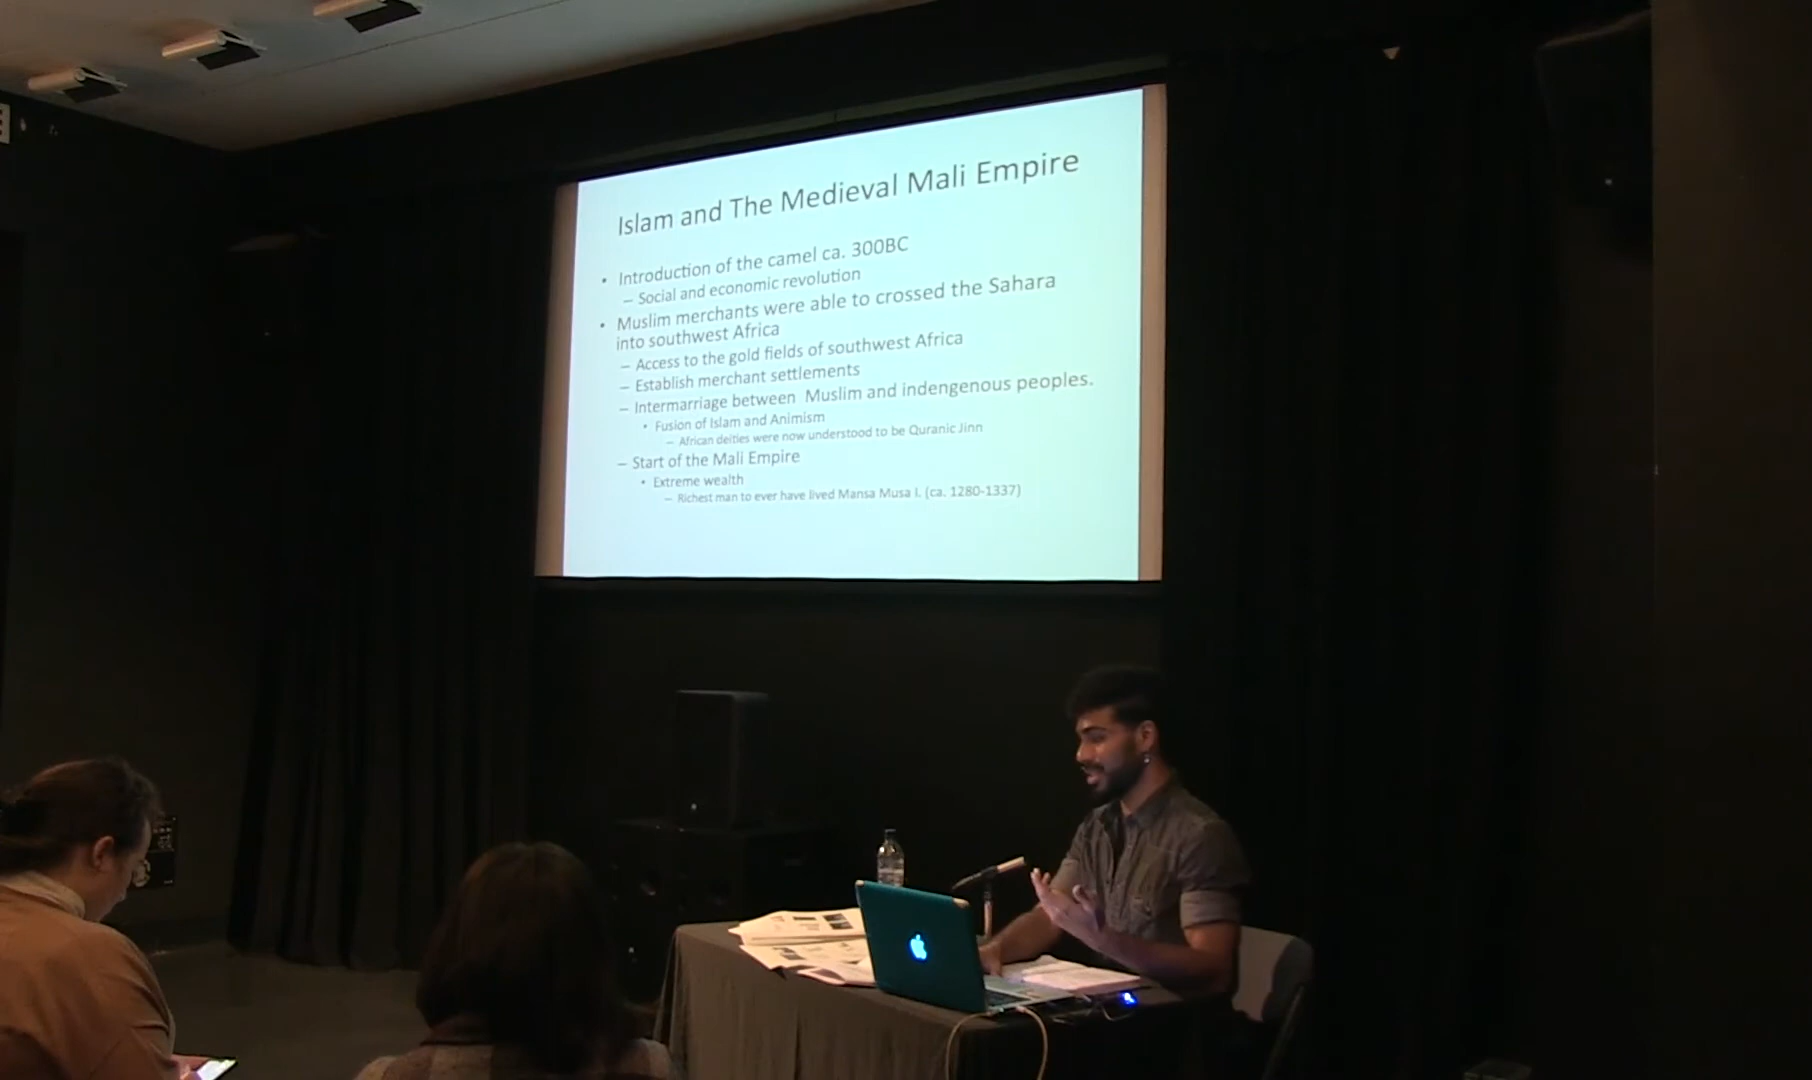 Islam and The Medieval Mali Empire
• Introduction of the camel ca. 300BC
– Social and economic revolution
• Muslim merchants were able to crossed the Sahara
into southwest Africa
– Access to the gold fields of southwest Africa
– Establish merchant settlements
– Intermarriage between Muslim and indengenous peoples.
• Fusion of Islam and Animism
– African deities were now understood to be Quranic Jinn
– Start of the Mali Empire
• Extreme wealth
– Richest man to ever have lived Mansa Musa I. (ca. 1280-1337)